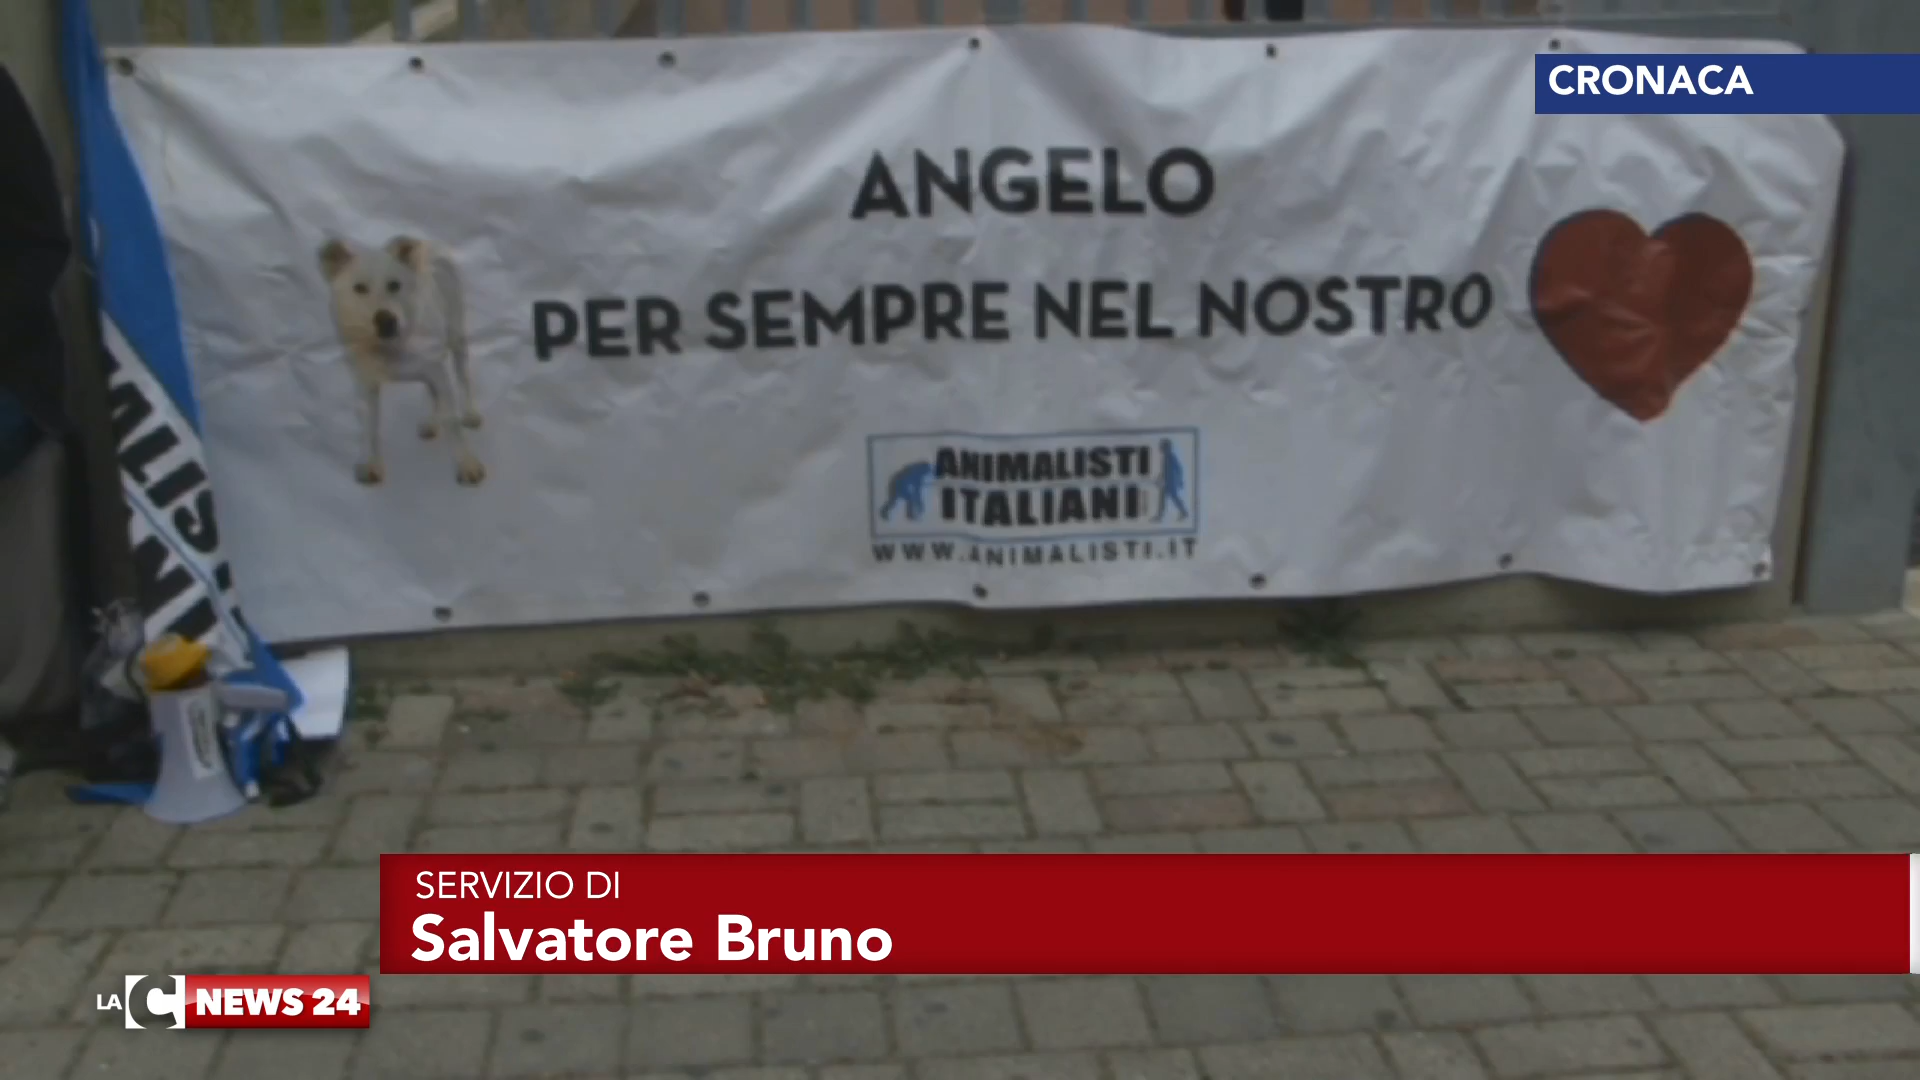 CRONACA
ANGELO
PER SEMPRE NEL NOSTRO
ANIMALISTI
ITALIANI
WWW.ANIMALISTI.IT
SERVIZIO DI
Salvatore Bruno
LA C NEWS 24